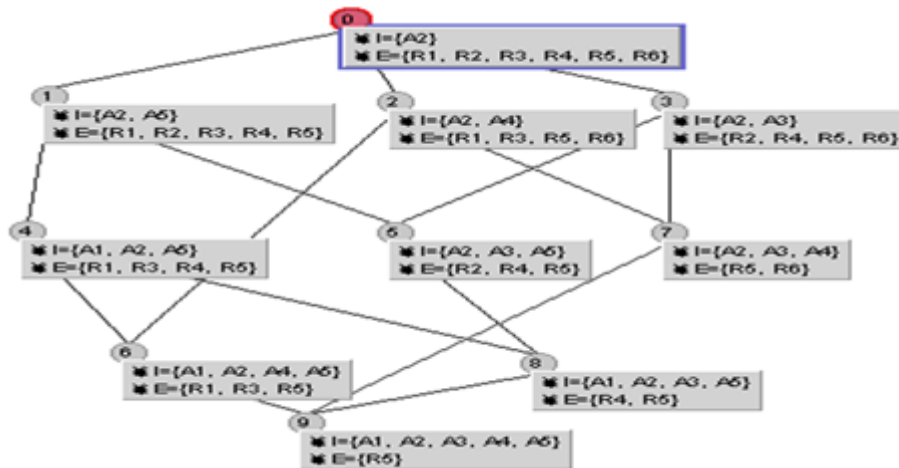 0
I={A2}
E={R1, R2, R3, R4, R5, R6}
1
I={A2, A5}
E={R1, R2, R3, R4, R5}
2
I={A2, A4}
E={R1, R3, R5, R6}
3
I={A2, A3}
E={R2, R4, R5, R6}
4
I={A1, A2, A5}
E={R1, R3, R4, R5}
5
I={A2, A3, A5}
E={R2, R4, R5}
7
I={A2, A3, A4}
E={R5, R6}
6
I={A1, A2, A4, A5}
E={R1, R3, R5}
8
I={A1, A2, A3, A5}
E={R4, R5}
9
I={A1, A2, A3, A4, A5}
E={R5}